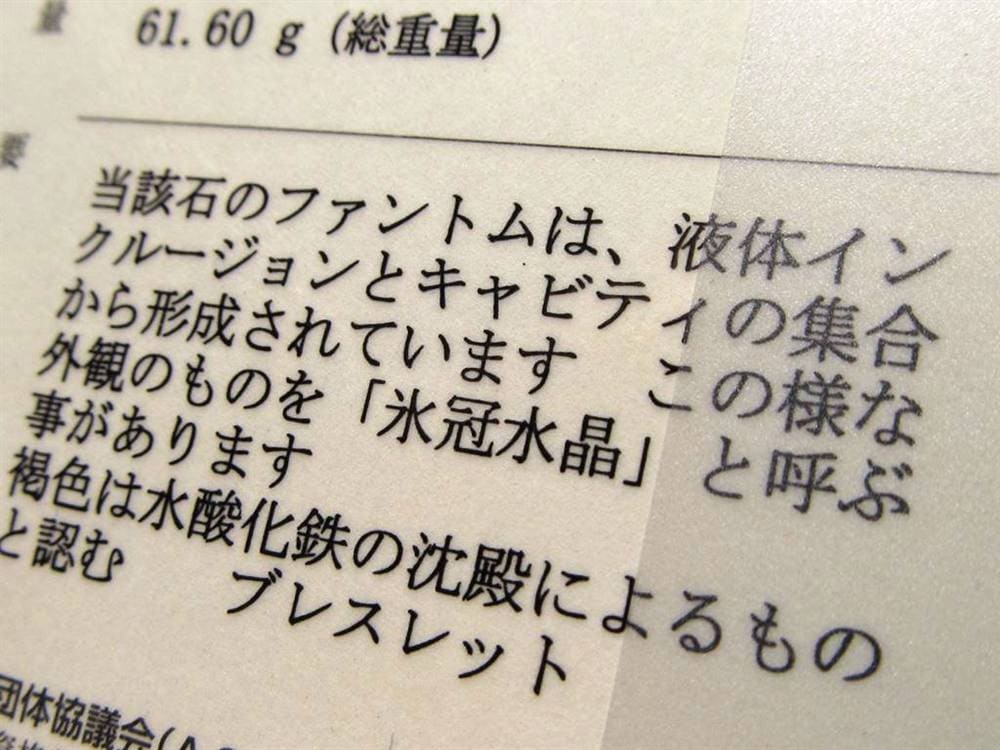 量 61.60 g (総重量)
要 当該石のファントムは、液体イン
クルージョンとキャビティの集合
から形成されています　この様な
外観のものを「氷冠水晶」と呼ぶ
事があります
褐色は水酸化鉄の沈殿によるもの
と認む　ブレスレット
団体協議会(A